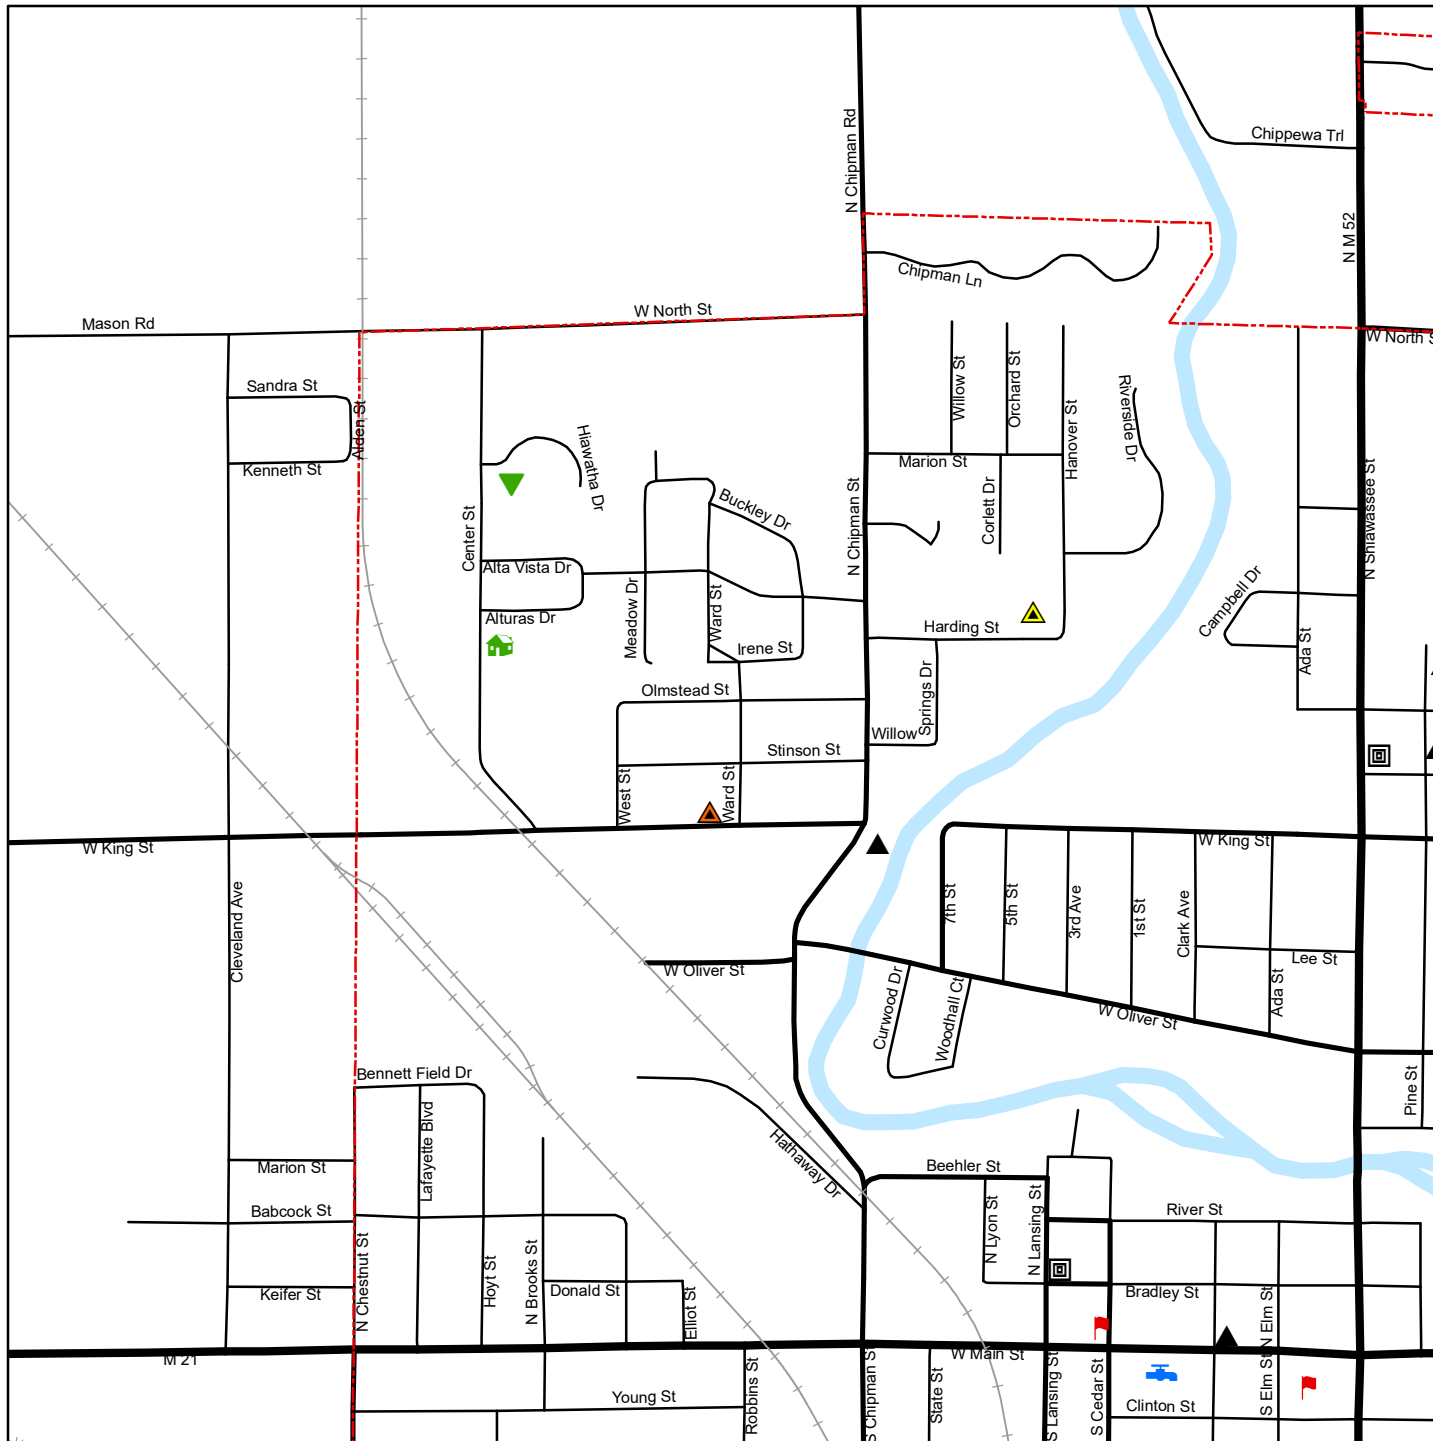 N Chipman Rd
Chippewa Trl
N M 52
Chipman Ln
Mason Rd
W North St
W North S
Sandra St
Alden St
Kenneth St
Hiawatha Dr
Buckley Dr
Center St
Willow St
Orchard St
Hanover St
Riverside Dr
Marion St
Corlett Dr
N Chipman St
N Shiawassee St
Alta Vista Dr
Alturas Dr
Meadow Dr
Ward St
Irene St
Harding St
Campbell Dr
Ada St
Olmstead St
Springs Dr
Willow
Stinson St
West St
Ward St
W King St
W King St
Cleveland Ave
7th St
5th St
3rd Ave
1st St
Clark Ave
Lee St
Ada St
W Oliver St
Curwood Dr
Woodhall Ct
W Oliver St
Bennett Field Dr
Lafayette Blvd
Pine St
Hathaway Dr
Marion St
Beehler St
Babcock St
River St
N Lyon St
N Lansing St
N Chestnut St
Hoyt St
N Brooks St
Keifer St
Donald St
Elliot St
Bradley St
N Elm St
M 21
W Main St
Young St
Robbins St
S Chipman St
State St
S Lansing St
S Cedar St
Clinton St
S Elm St